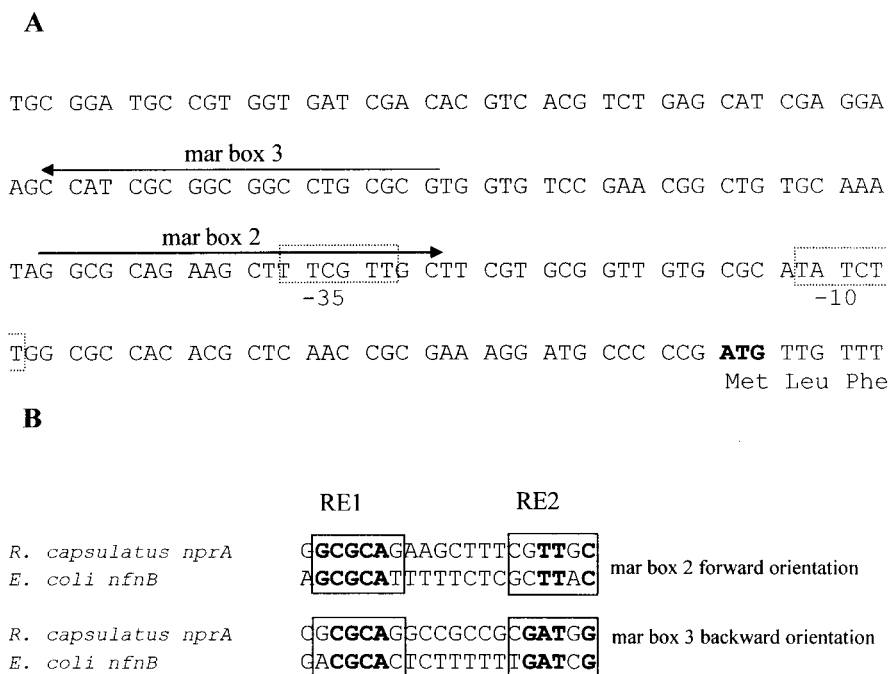 A
TGC GGA TGC CGT GGT GAT CGA CAC GTC ACG TCT GAG CAT CGA GGA
mar box 3
AGC CAT CGC GGC GGC CTG CGC GTG GTG TCC GAA CGG CTG TGC AAA
mar box 2
TAG GCG CAG AAG CTT TCG TTG CTT CGT GCG GTT GTG CGC ATA TCT
-35 -10
TGG CGC CAC ACG CTC AAC CGC GAA AGG ATG CCC CCG ATG TTG TTT
Met Leu Phe
B
RE1 RE2
R. capsulatus nprA GGCGCAGAAGCTTTCGTTGC
mar box 2 forward orientation
E. coli nfnB AGCGCATTTTTCTCGCTTAC
R. capsulatus nprA CGCGCAGGCCGCCGCGATGG
mar box 3 backward orientation
E. coli nfnB GACGCACTCTTTTTTGATCG